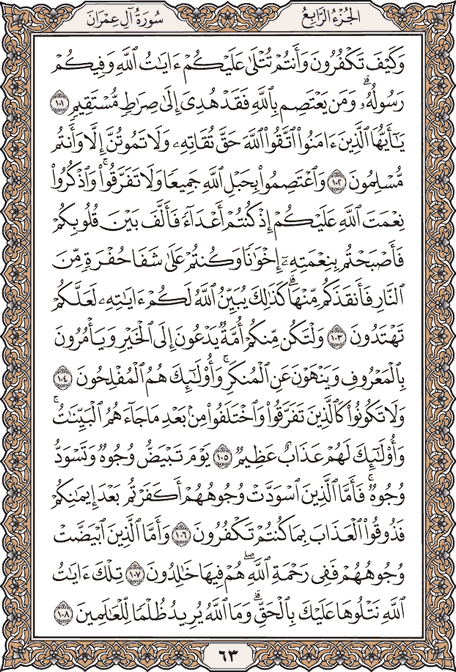 سُورَةُ آلِ عِمْرَانَ الجُزْءُ الرَّابِعُ
وَكَيْفَ تَكْفُرُونَ وَأَنتُمْ تُتْلَىٰ عَلَيْكُمْ ءَايَٰتُ ٱللَّهِ وَفِيكُمْ
رَسُولُهُۥۗ وَمَن يَعْتَصِم بِٱللَّهِ فَقَدْ هُدِىَ إِلَىٰ صِرَٰطٍ مُّسْتَقِيمٍ ١٠١
يَٰٓأَيُّهَا ٱلَّذِينَ ءَامَنُوا۟ ٱتَّقُوا۟ ٱللَّهَ حَقَّ تُقَاتِهِۦ وَلَا تَمُوتُنَّ إِلَّا وَأَنتُم
مُّسْلِمُونَ ١٠٢ وَٱعْتَصِمُوا۟ بِحَبْلِ ٱللَّهِ جَمِيعًا وَلَا تَفَرَّقُوا۟ۚ وَٱذْكُرُوا۟
نِعْمَتَ ٱللَّهِ عَلَيْكُمْ إِذْ كُنتُمْ أَعْدَآءً فَأَلَّفَ بَيْنَ قُلُوبِكُمْ
فَأَصْبَحْتُم بِنِعْمَتِهِۦٓ إِخْوَٰنًا وَكُنتُمْ عَلَىٰ شَفَا حُفْرَةٍ مِّنَ
ٱلنَّارِ فَأَنقَذَكُم مِّنْهَاۗ كَذَٰلِكَ يُبَيِّنُ ٱللَّهُ لَكُمْ ءَايَٰتِهِۦ لَعَلَّكُمْ
تَهْتَدُونَ ١٠٣ وَلْتَكُن مِّنكُمْ أُمَّةٌ يَدْعُونَ إِلَى ٱلْخَيْرِ وَيَأْمُرُونَ
بِٱلْمَعْرُوفِ وَيَنْهَوْنَ عَنِ ٱلْمُنكَرِۚ وَأُو۟لَٰٓئِكَ هُمُ ٱلْمُفْلِحُونَ ١٠٤
وَلَا تَكُونُوا۟ كَٱلَّذِينَ تَفَرَّقُوا۟ وَٱخْتَلَفُوا۟ مِنۢ بَعْدِ مَا جَآءَهُمُ ٱلْبَيِّنَٰتُۚ
وَأُو۟لَٰٓئِكَ لَهُمْ عَذَابٌ عَظِيمٌ ١٠٥ يَوْمَ تَبْيَضُّ وُجُوهٌ وَتَسْوَدُّ
وُجُوهٌۚ فَأَمَّا ٱلَّذِينَ ٱسْوَدَّتْ وُجُوهُهُمْ أَكَفَرْتُم بَعْدَ إِيمَٰنِكُمْ
فَذُوقُوا۟ ٱلْعَذَابَ بِمَا كُنتُمْ تَكْفُرُونَ ١٠٦ وَأَمَّا ٱلَّذِينَ ٱبْيَضَّتْ
وُجُوهُهُمْ فَفِى رَحْمَةِ ٱللَّهِۖ هُمْ فِيهَا خَٰلِدُونَ ١٠٧ تِلْكَ ءَايَٰتُ
ٱللَّهِ نَتْلُوهَا عَلَيْكَ بِٱلْحَقِّۗ وَمَا ٱللَّهُ يُرِيدُ ظُلْمًا لِّلْعَٰلَمِينَ ١٠٨
٦٣